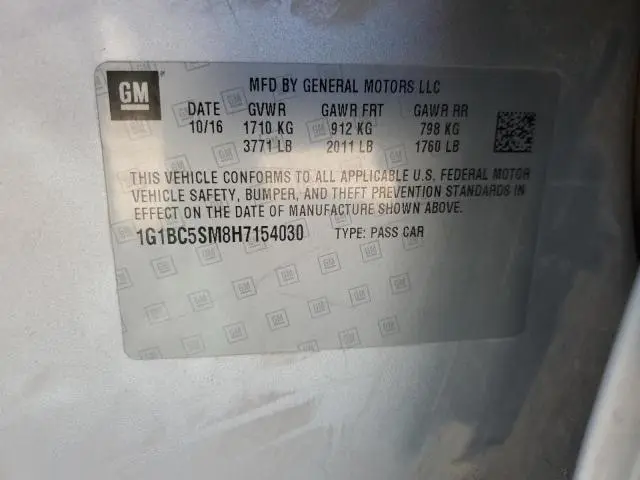 GM
MFD BY GENERAL MOTORS LLC
DATE GVWR GAWR FRT GAWR RR
10/16 1710 KG 912 KG 798 KG
3771 LB 2011 LB 1760 LB
THIS VEHICLE CONFORMS TO ALL APPLICABLE U.S. FEDERAL MOTOR
VEHICLE SAFETY, BUMPER, AND THEFT PREVENTION STANDARDS IN
EFFECT ON THE DATE OF MANUFACTURE SHOWN ABOVE.
1G1BC5SM8H7154030 TYPE: PASS CAR